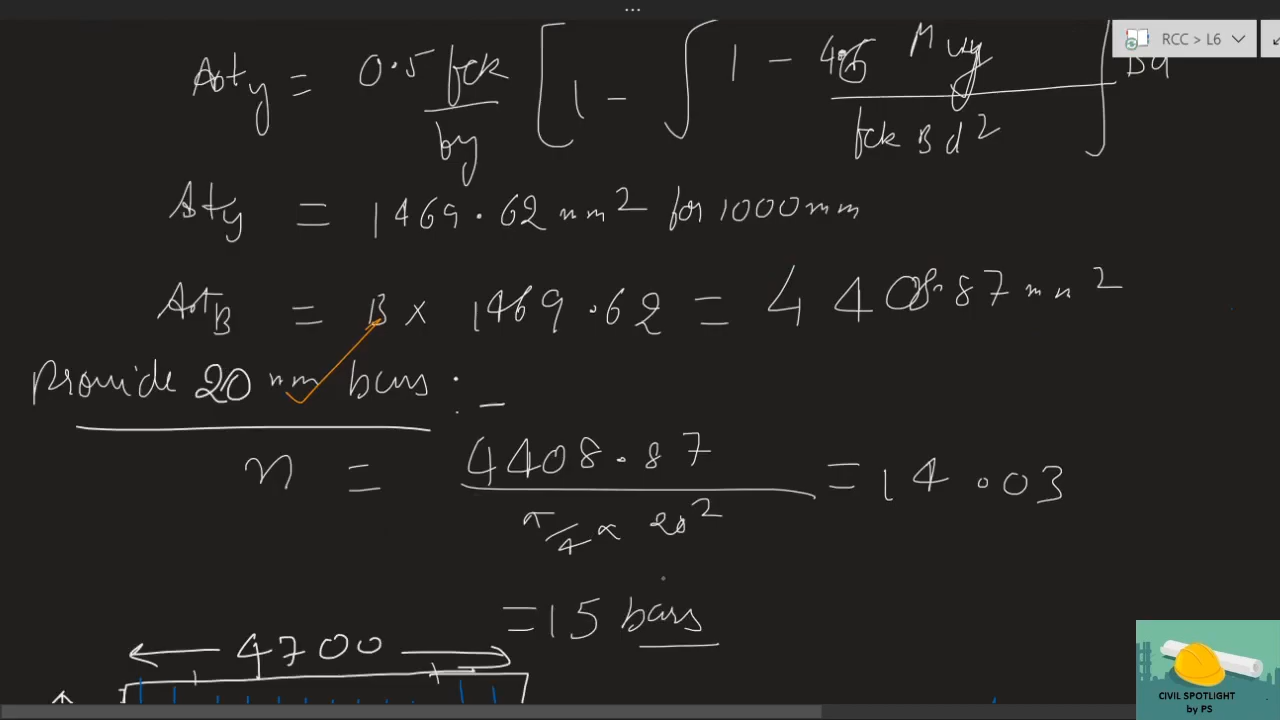 RCC > L6
Asty = 0.5 fck / by [1 - √1 - 4.6 Muy / fck B d²] Bd
Asty = 1469.62 mm² for 1000mm
AstB = B × 1469.62 = 4408.87 mm²
Provide 20 mm bars :-
n = 4408.87 / π/4 × 20² = 14.03
= 15 bars
4700
CIVIL SPOTLIGHT
by PS